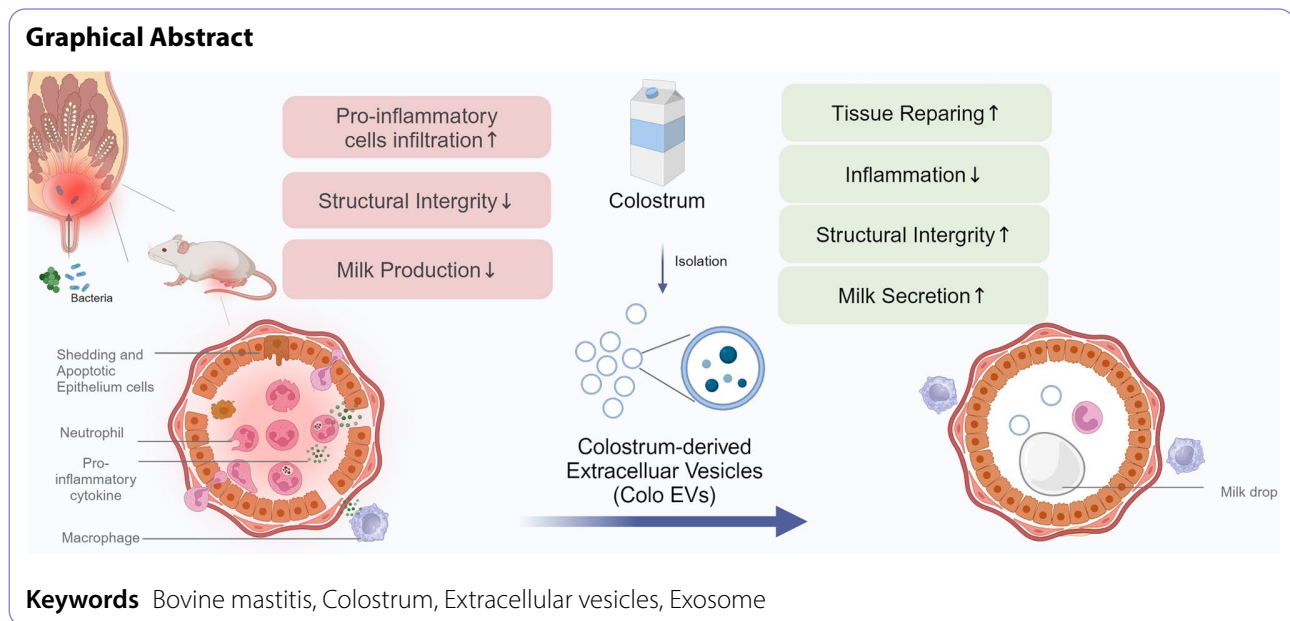 Graphical Abstract
Pro-inflammatory
cells infiltration ↑
Structural Intergrity ↓
Milk Production ↓
Bacteria
Colostrum
Isolation
Tissue Reparing ↑
Inflammation ↓
Structural Intergrity ↑
Milk Secretion ↑
Shedding and
Apoptotic
Epithelium cells
Neutrophil
Pro-
inflammatory
cytokine
Macrophage
Colostrum-derived
Extracelluar Vesicles
(Colo EVs)
Milk drop
Keywords Bovine mastitis, Colostrum, Extracellular vesicles, Exosome